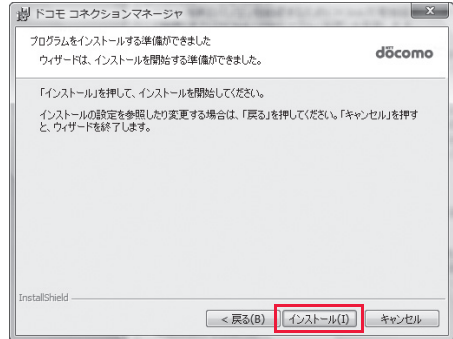 ドコモ コネクションマネージャ
プログラムをインストールする準備ができました
ウィザードは、インストールを開始する準備ができました。
döcomo
「インストール」を押して、インストールを開始してください。
インストールの設定を参照したり変更する場合は、「戻る」を押してください。「キャンセル」を押す
と、ウィザードを終了します。
InstallShield
< 戻る(B)
インストール(I)
キャンセル